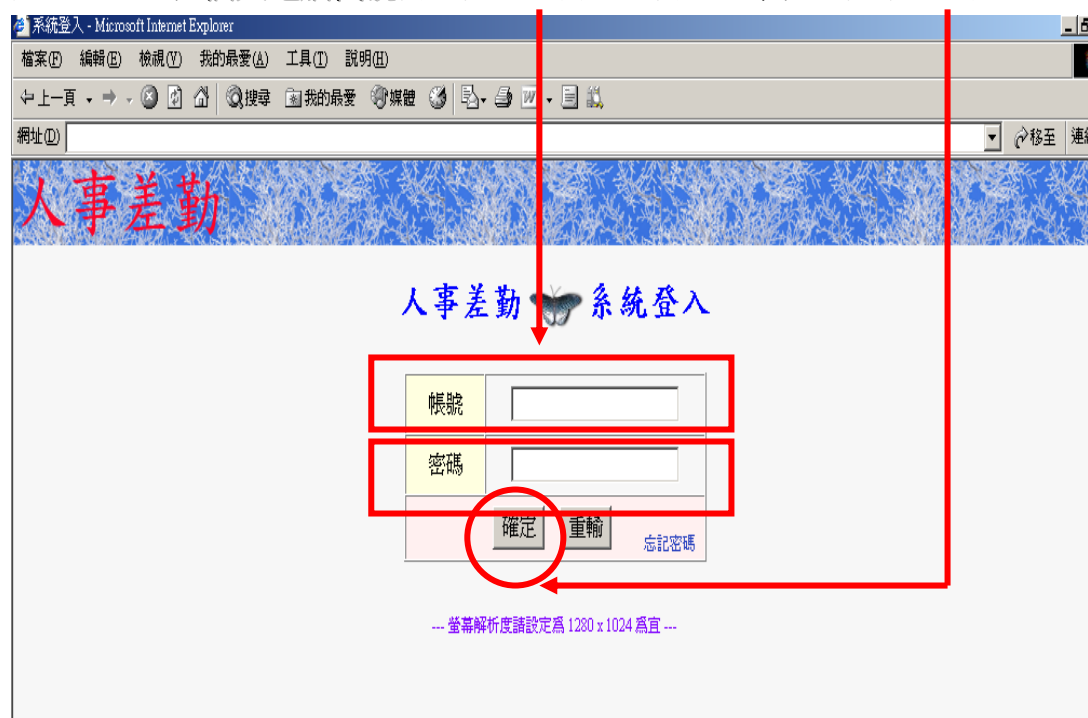 系統登入 - Microsoft Internet Explorer
檔案(F) 編輯(E) 檢視(V) 我的最愛(A) 工具(T) 說明(H)
上一頁 搜尋 我的最愛 媒體
網址(D) 移至 連結
人事差勤
人事差勤 系統登入
帳號
密碼
確定 重輸 忘記密碼
--- 螢幕解析度請設定為 1280 x 1024 為宜 ---